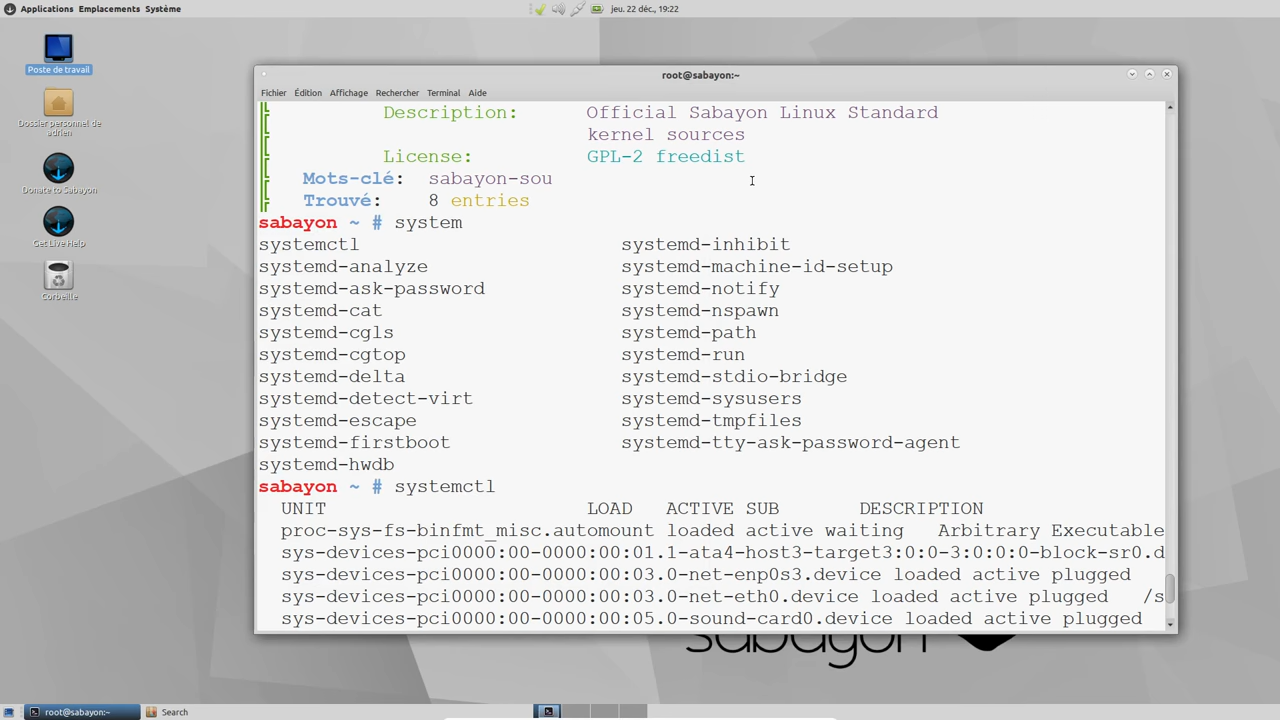 Applications Emplacements Système
jeu. 22 déc., 19:22
Poste de travail
Dossier personnel de
adrien
Donate to Sabayon
Get Live Help
Corbeille
root@sabayon:~
Fichier Édition Affichage Rechercher Terminal Aide
Description: Official Sabayon Linux Standard
kernel sources
License: GPL-2 freedist
Mots-clé: sabayon-sou
Trouvé: 8 entries
sabayon ~ # system
systemctl systemd-inhibit
systemd-analyze systemd-machine-id-setup
systemd-ask-password systemd-notify
systemd-cat systemd-nspawn
systemd-cgls systemd-path
systemd-cgtop systemd-run
systemd-delta systemd-stdio-bridge
systemd-detect-virt systemd-sysusers
systemd-escape systemd-tmpfiles
systemd-firstboot systemd-tty-ask-password-agent
systemd-hwdb
sabayon ~ # systemctl
UNIT LOAD ACTIVE SUB DESCRIPTION
proc-sys-fs-binfmt_misc.automount loaded active waiting Arbitrary Executable
sys-devices-pci0000:00-0000:00:01.1-ata4-host3-target3:0:0-3:0:0:0-block-sr0.d
sys-devices-pci0000:00-0000:00:03.0-net-enp0s3.device loaded active plugged
sys-devices-pci0000:00-0000:00:03.0-net-eth0.device loaded active plugged /s
sys-devices-pci0000:00-0000:00:05.0-sound-card0.device loaded active plugged
sabayon
root@sabayon:~ Search